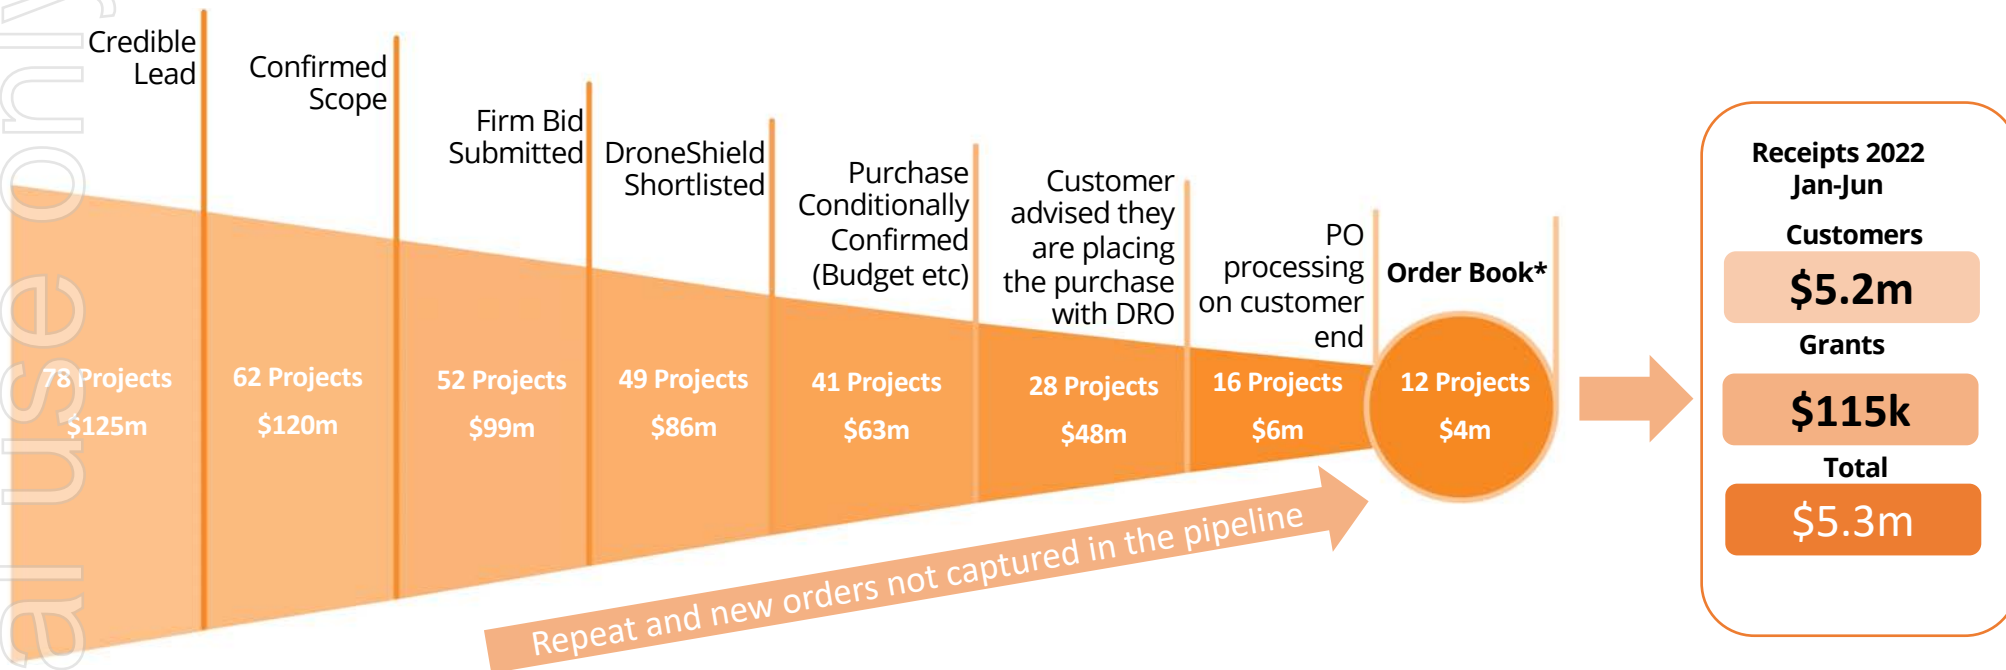 al use only
Credible
Lead
Confirmed
Scope
Firm Bid
Submitted
DroneShield
Shortlisted
Purchase
Conditionally
Confirmed
(Budget etc)
Customer
advised they
are placing
the purchase
with DRO
PO
processing
on customer
end
Order Book*
78 Projects
$125m
62 Projects
$120m
52 Projects
$99m
49 Projects
$86m
41 Projects
$63m
28 Projects
$48m
16 Projects
$6m
12 Projects
$4m
Repeat and new orders not captured in the pipeline
Receipts 2022
Jan-Jun
Customers
$5.2m
Grants
$115k
Total
$5.3m